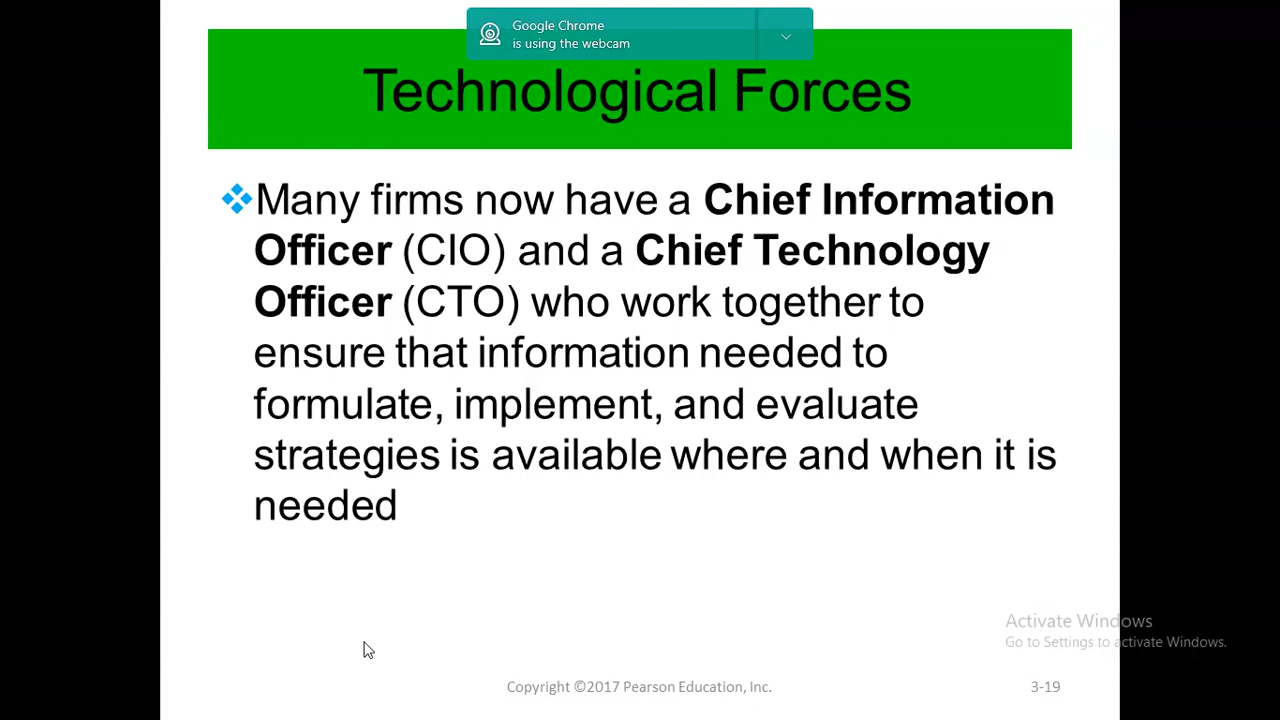 Google Chrome
is using the webcam
Technological Forces
Many firms now have a Chief Information
Officer (CIO) and a Chief Technology
Officer (CTO) who work together to
ensure that information needed to
formulate, implement, and evaluate
strategies is available where and when it is
needed
Activate Windows
Go to Settings to activate Windows.
Copyright ©2017 Pearson Education, Inc.
3-19